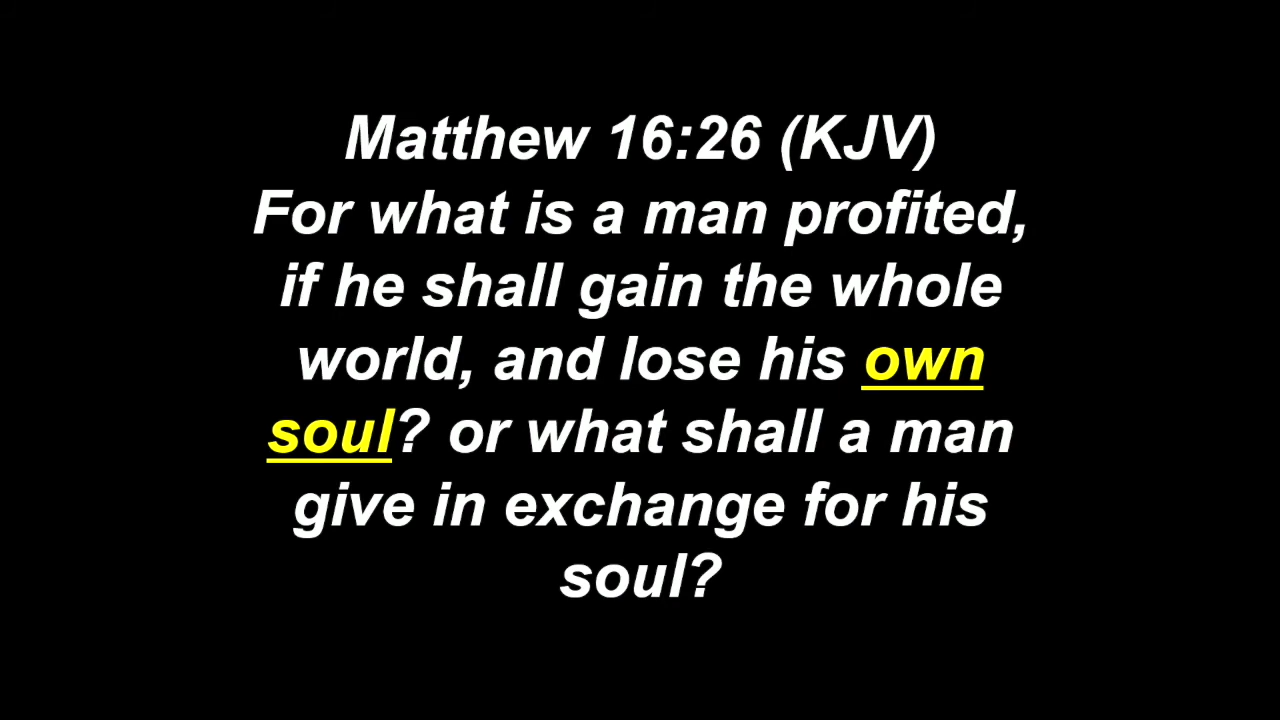 Matthew 16:26 (KJV)
For what is a man profited,
if he shall gain the whole
world, and lose his own
soul? or what shall a man
give in exchange for his
soul?